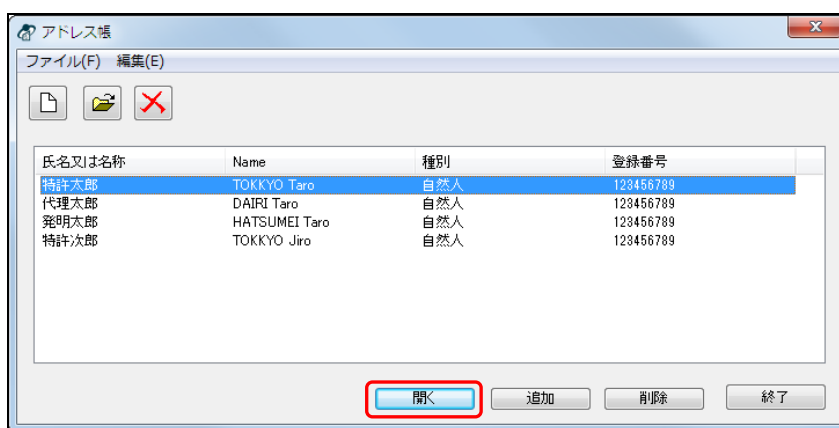 アドレス帳
ファイル(F) 編集(E)
氏名又は名称 Name 種別 登録番号
特許太郎 TOKKYO Taro 自然人 123456789
代理太郎 DAIRI Taro 自然人 123456789
発明太郎 HATSUMEI Taro 自然人 123456789
特許次郎 TOKKYO Jiro 自然人 123456789
開く 追加 削除 終了